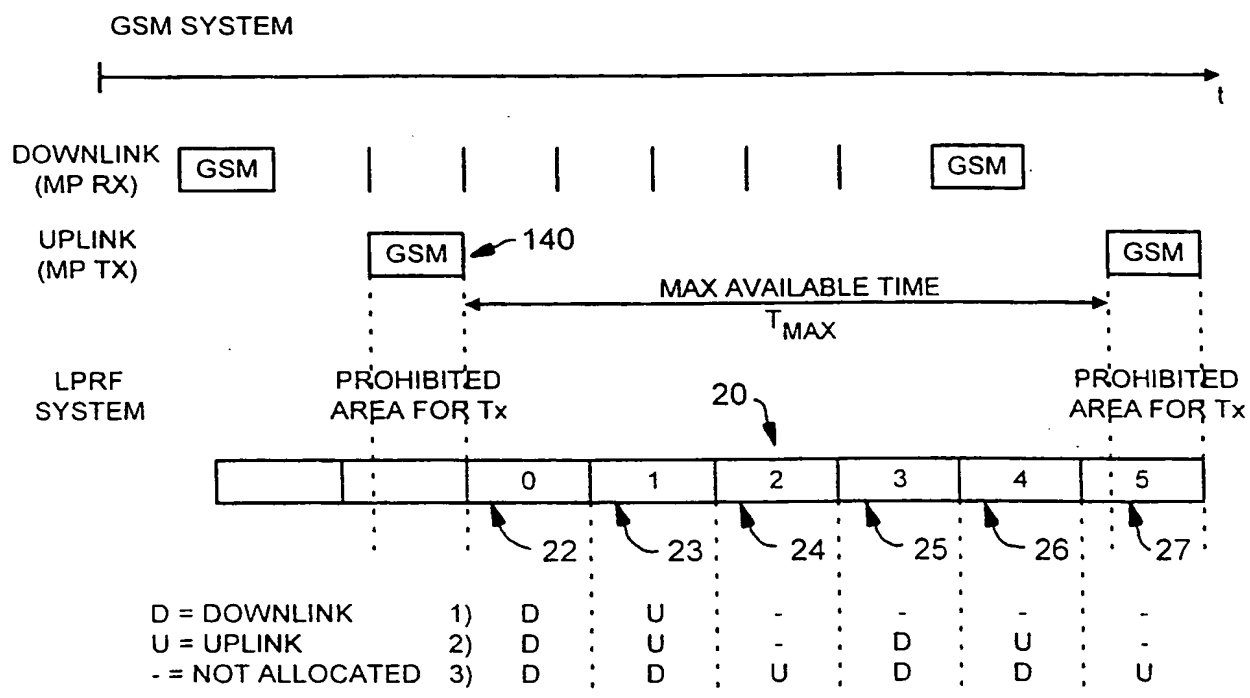 GSM SYSTEM
t
DOWNLINK
(MP RX)
GSM
GSM
UPLINK
(MP TX)
GSM
140
GSM
MAX AVAILABLE TIME
TMAX
LPRF
SYSTEM
PROHIBITED
AREA FOR Tx
20
PROHIBITED
AREA FOR Tx
0 1 2 3 4 5
22 23 24 25 26 27
D = DOWNLINK 1) D U - - - -
U = UPLINK 2) D U - D U -
- = NOT ALLOCATED 3) D D U D D U